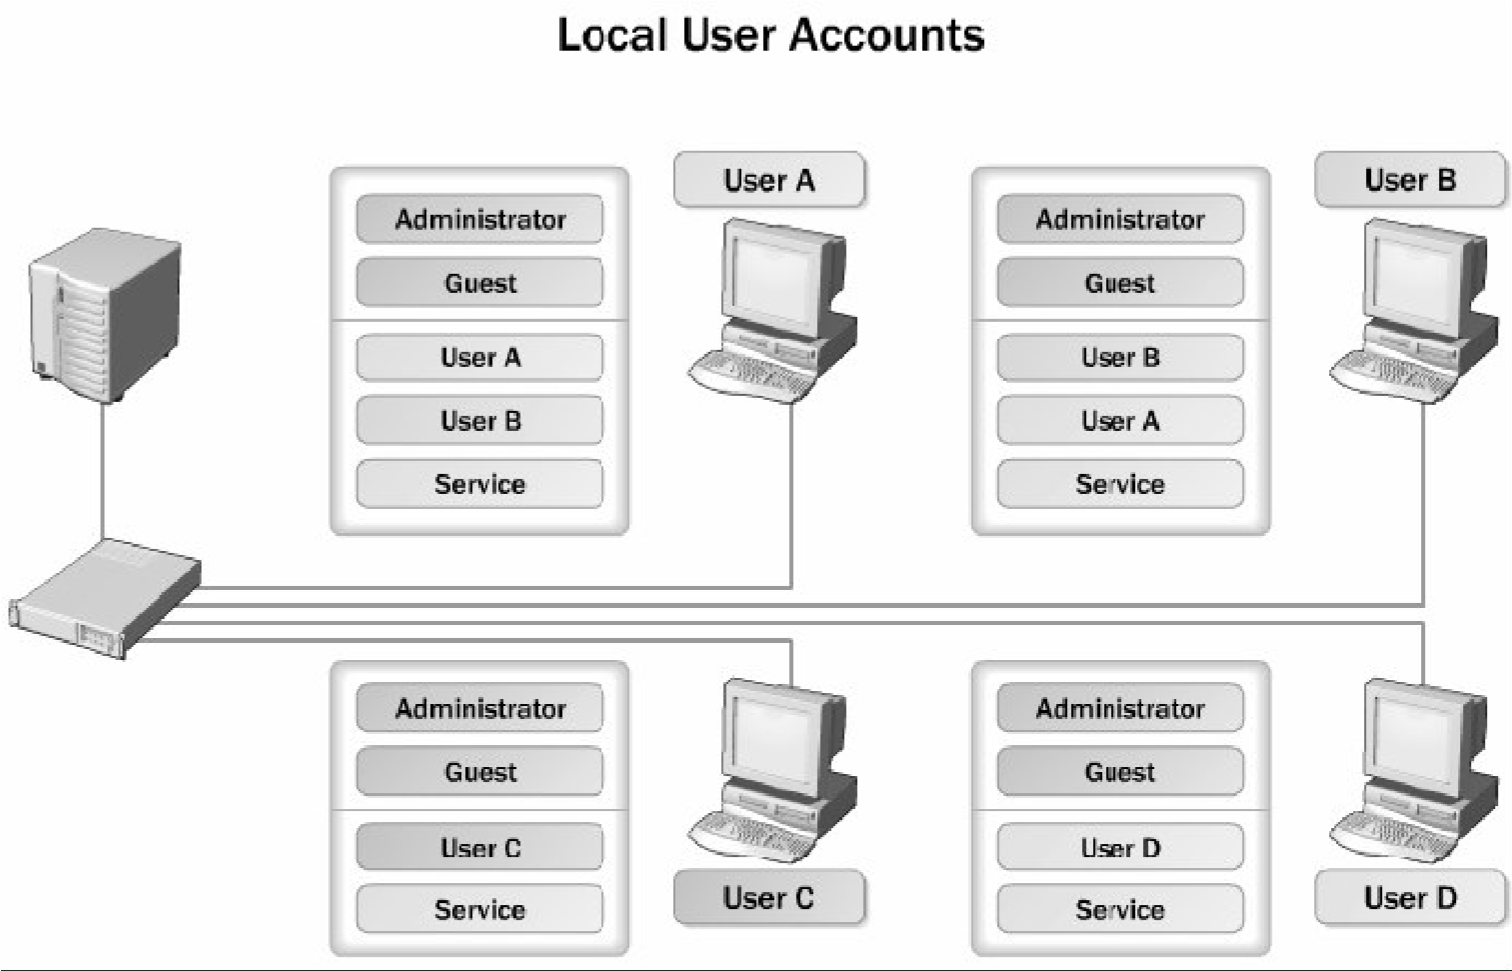 Local User Accounts
User A
Administrator
Guest
User A
User B
Service
User B
Administrator
Guest
User B
User A
Service
Administrator
Guest
User C
Service
User C
Administrator
Guest
User D
Service
User D